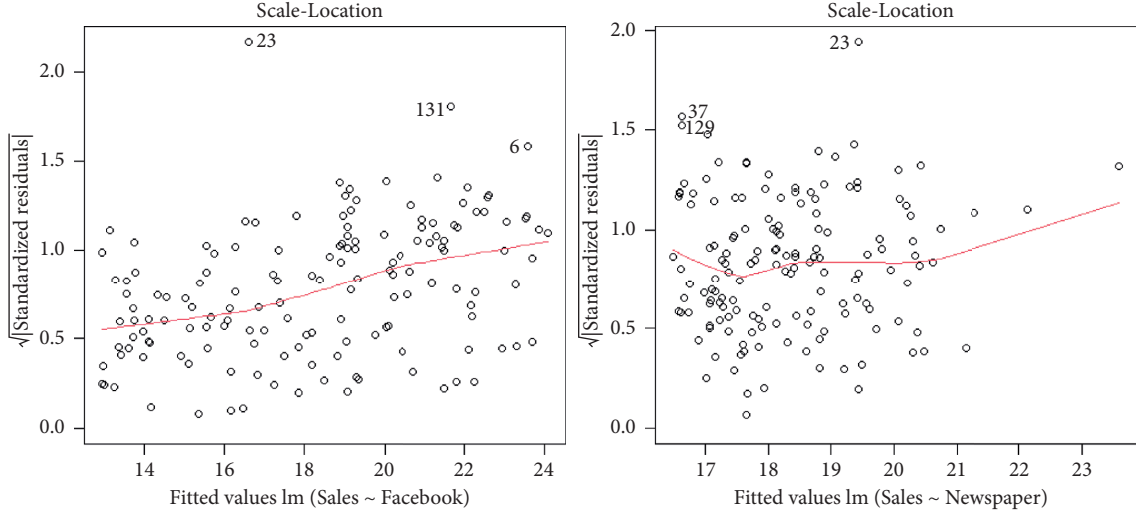 Scale-Location
23
131
6
2.0
1.5
1.0
0.5
0.0
√|Standardized residuals|
14 16 18 20 22 24
Fitted values lm (Sales ~ Facebook)
Scale-Location
23
37
129
2.0
1.5
1.0
0.5
0.0
√|Standardized residuals|
17 18 19 20 21 22 23
Fitted values lm (Sales ~ Newspaper)